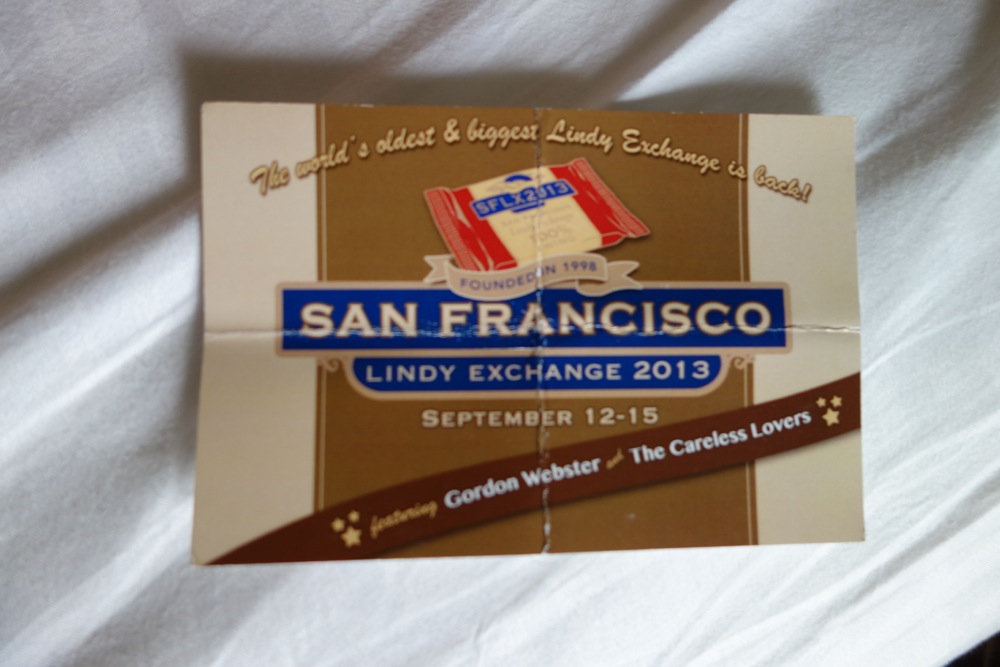 The world's oldest & biggest Lindy Exchange is back!
SFLX2013
100%
FOUNDED IN 1998
SAN FRANCISCO
LINDY EXCHANGE 2013
SEPTEMBER 12-15
featuring Gordon Webster and The Careless Lovers